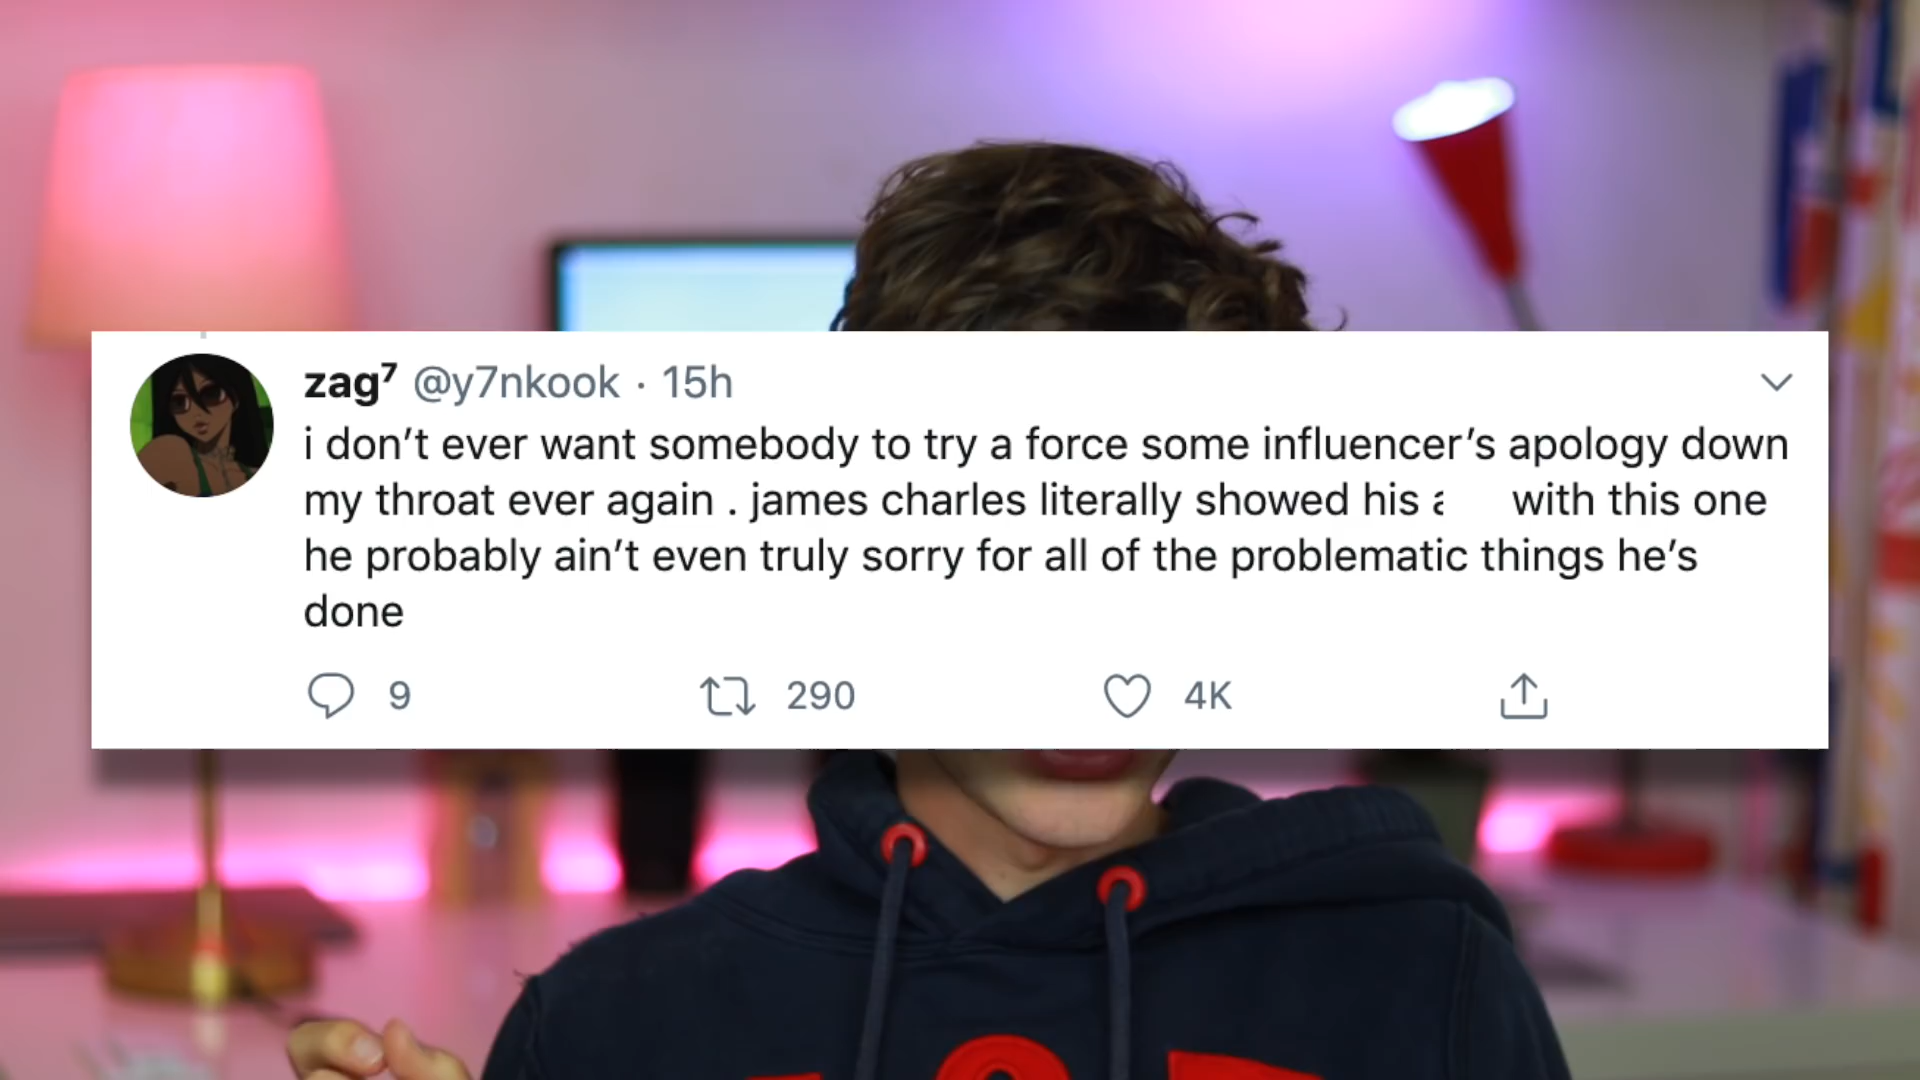 zag⁷ @y7nkook · 15h
i don’t ever want somebody to try a force some influencer’s apology down
my throat ever again . james charles literally showed his with this one
he probably ain’t even truly sorry for all of the problematic things he’s
done
9 290 4K